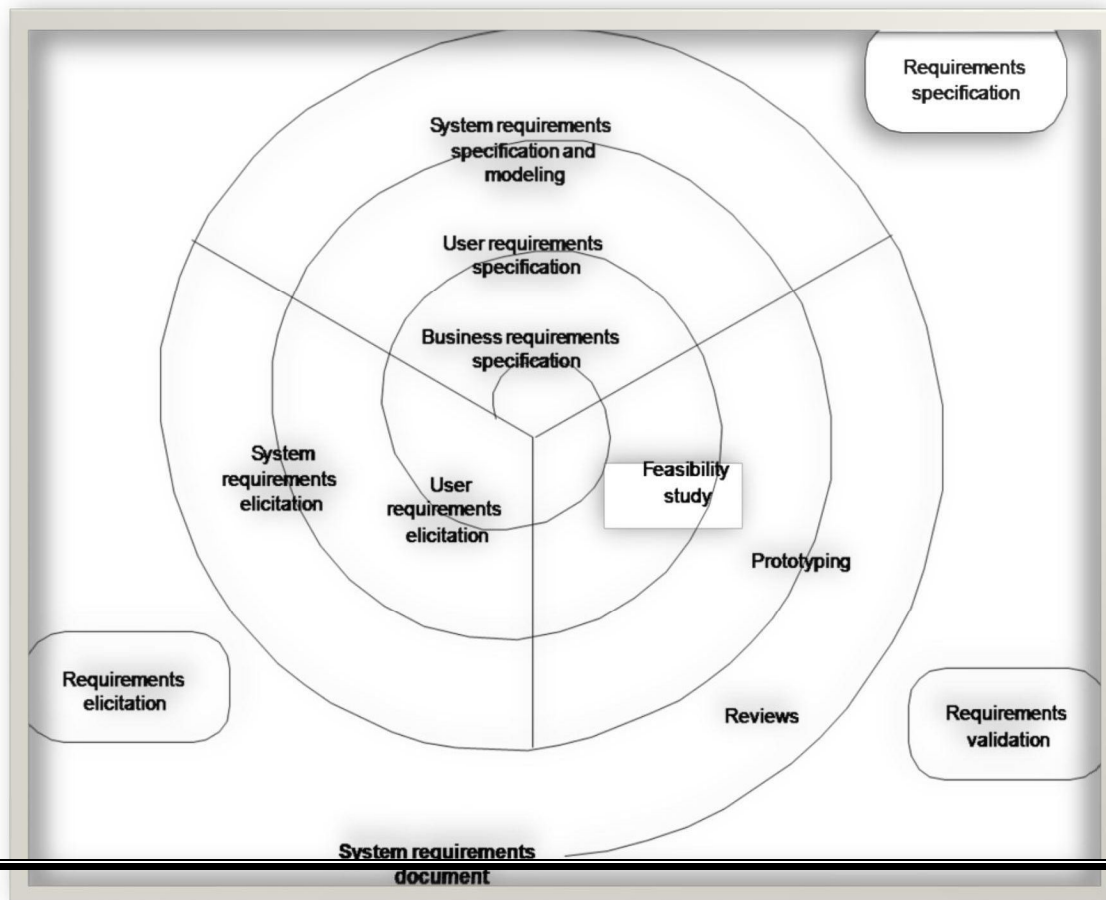 Requirements
specification
System requirements
specification and
modeling
User requirements
specification
Business requirements
specification
System
requirements
elicitation
User
requirements
elicitation
Feasibility
study
Prototyping
Requirements
elicitation
Reviews
Requirements
validation
System requirements
document